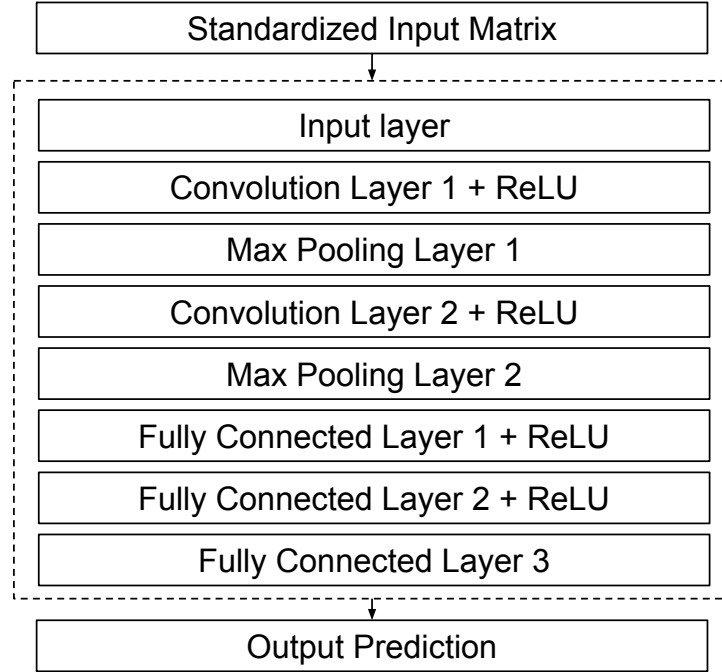 Standardized Input Matrix
Input layer
Convolution Layer 1 + ReLU
Max Pooling Layer 1
Convolution Layer 2 + ReLU
Max Pooling Layer 2
Fully Connected Layer 1 + ReLU
Fully Connected Layer 2 + ReLU
Fully Connected Layer 3
Output Prediction